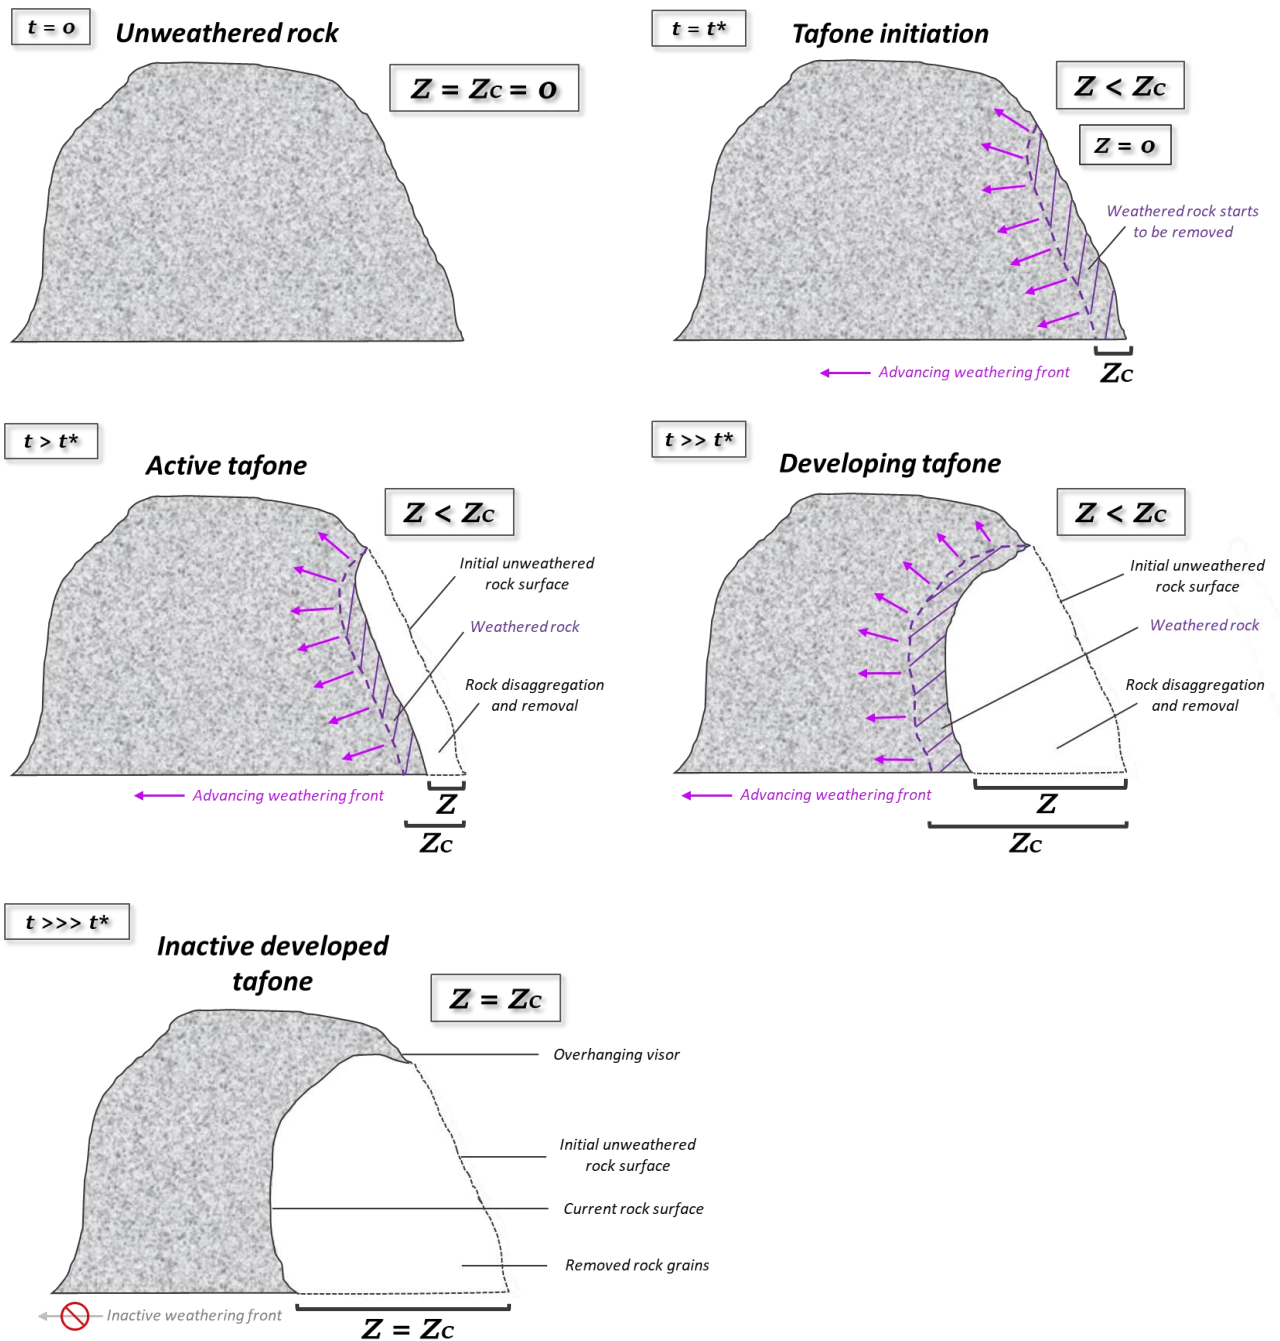 t = 0
Unweathered rock
Z = Zc = 0
t = t*
Tafone initiation
Z < Zc
Z = 0
Weathered rock starts
to be removed
Advancing weathering front
Zc
t > t*
Active tafone
Z < Zc
Initial unweathered
rock surface
Weathered rock
Rock disaggregation
and removal
Advancing weathering front
Z
Zc
t >> t*
Developing tafone
Z < Zc
Initial unweathered
rock surface
Weathered rock
Rock disaggregation
and removal
Advancing weathering front
Z
Zc
t >>> t*
Inactive developed
tafone
Z = Zc
Overhanging visor
Initial unweathered
rock surface
Current rock surface
Removed rock grains
Inactive weathering front
Z = Zc